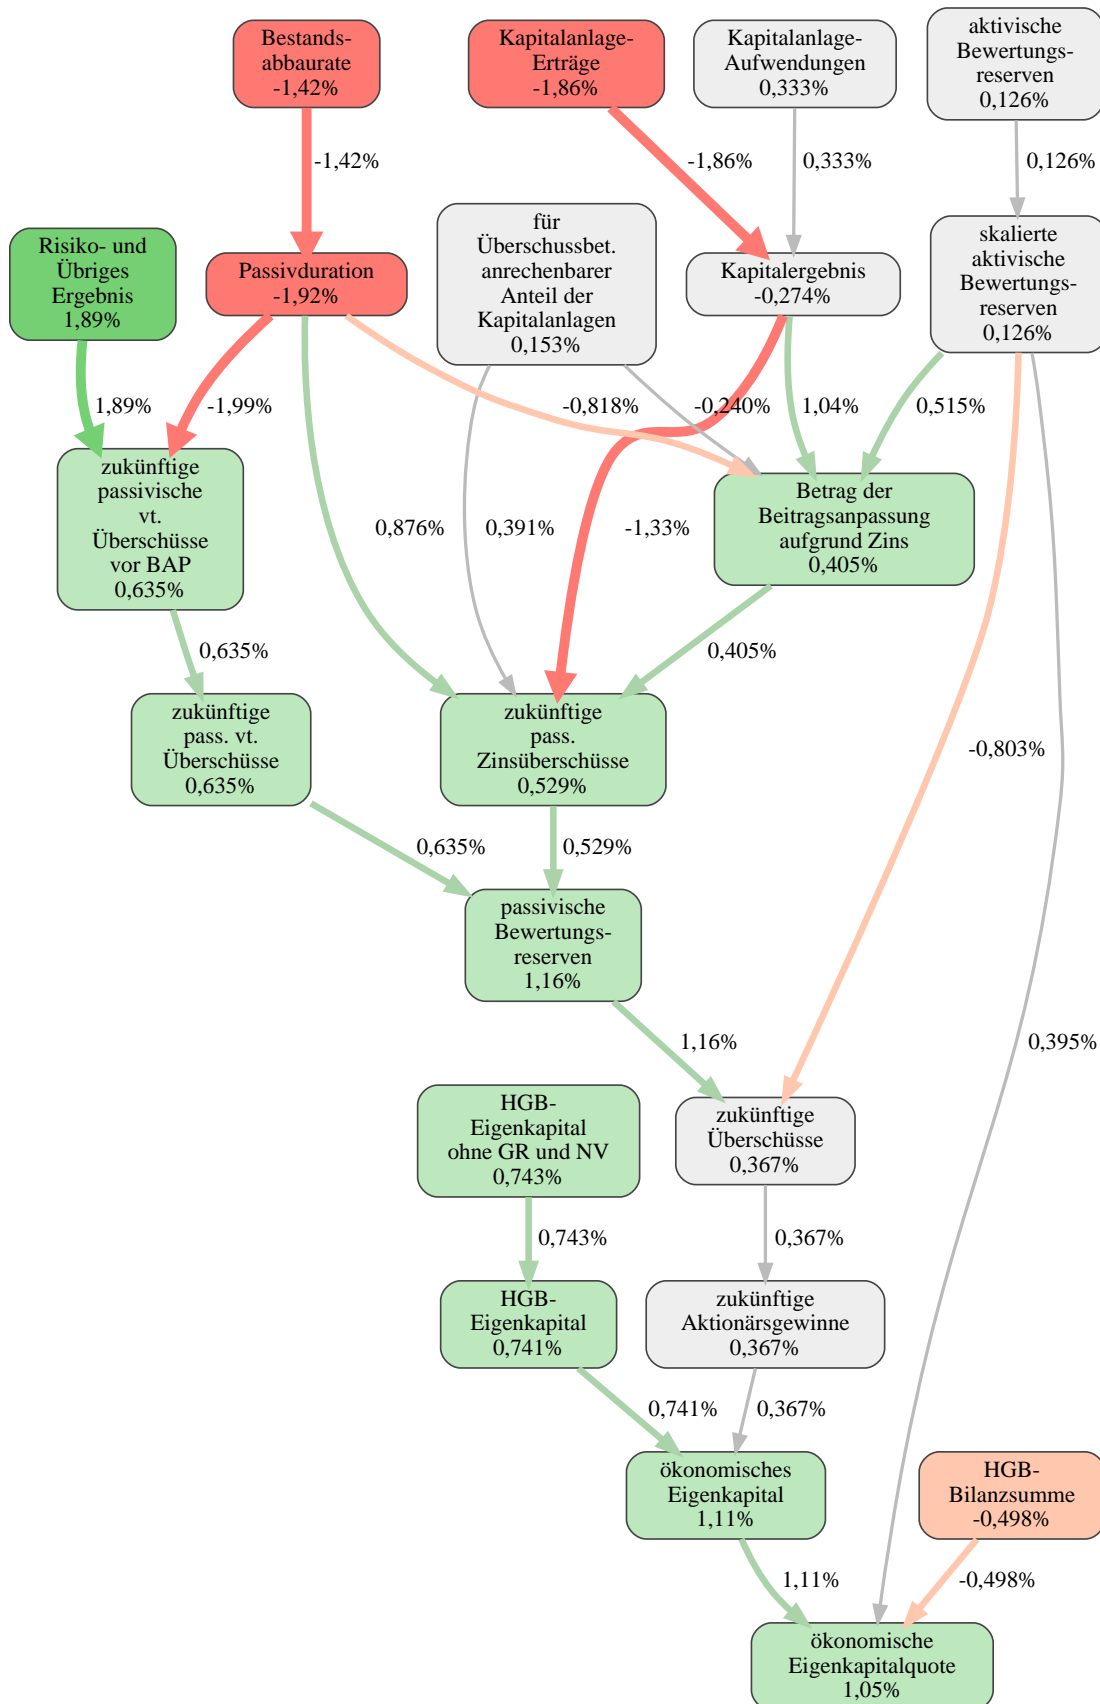 Bestands-
abbaurate
-1,42%
Kapitalanlage-
Erträge
-1,86%
Kapitalanlage-
Aufwendungen
0,333%
aktivische
Bewertungs-
reserven
0,126%
-1,42%
-1,86%
0,333%
0,126%
Risiko- und
Übriges
Ergebnis
1,89%
Passivduration
-1,92%
für
Überschussbet.
anrechenbarer
Anteil der
Kapitalanlagen
0,153%
Kapitalergebnis
-0,274%
skalierte
aktivische
Bewertungs-
reserven
0,126%
1,89%
-1,99%
-0,818%
-0,240%
1,04%
0,515%
zukünftige
passivische
vt.
Überschüsse
vor BAP
0,635%
0,876%
0,391%
-1,33%
Betrag der
Beitragsanpassung
aufgrund Zins
0,405%
0,635%
0,405%
zukünftige
pass. vt.
Überschüsse
0,635%
zukünftige
pass.
Zinsüberschüsse
0,529%
-0,803%
0,635%
0,529%
passivische
Bewertungs-
reserven
1,16%
1,16%
0,395%
HGB-
Eigenkapital
ohne GR und NV
0,743%
zukünftige
Überschüsse
0,367%
0,743%
0,367%
HGB-
Eigenkapital
0,741%
zukünftige
Aktionärsgewinne
0,367%
0,741%
0,367%
ökonomisches
Eigenkapital
1,11%
HGB-
Bilanzsumme
-0,498%
1,11%
-0,498%
ökonomische
Eigenkapitalquote
1,05%